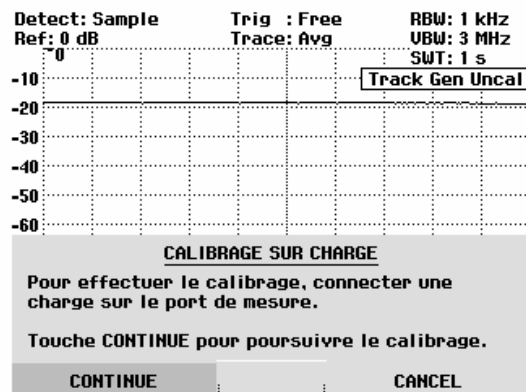 Detect: Sample Trig : Free RBW: 1 kHz
Ref: 0 dB Trace: Avg VBW: 3 MHz
0 SWT: 1 s
Track Gen Uncal
-10
-20
-30
-40
-50
-60
CALIBRAGE SUR CHARGE
Pour effectuer le calibrage, connecter une
charge sur le port de mesure.
Touche CONTINUE pour poursuivre le calibrage.
CONTINUE CANCEL